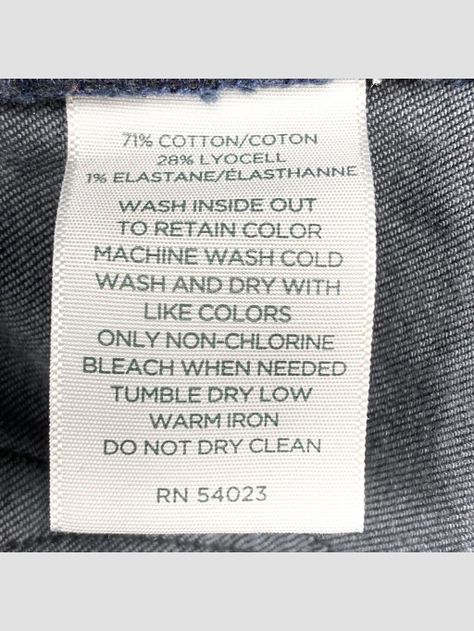 71% COTTON/COTON
28% LYOCELL
1% ELASTANE/ÉLASTHANNE
WASH INSIDE OUT
TO RETAIN COLOR
MACHINE WASH COLD
WASH AND DRY WITH
LIKE COLORS
ONLY NON-CHLORINE
BLEACH WHEN NEEDED
TUMBLE DRY LOW
WARM IRON
DO NOT DRY CLEAN
RN 54023